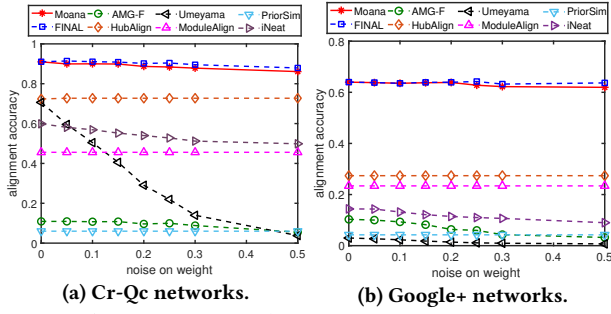 Moana AMG-F Umeyama PriorSim
FINAL HubAlign ModuleAlign iNeat
1
0.8
0.6
0.4
0.2
0
alignment accuracy
0 0.1 0.2 0.3 0.4 0.5
noise on weight
(a) Cr-Qc networks.
Moana AMG-F Umeyama PriorSim
FINAL HubAlign ModuleAlign iNeat
0.8
0.6
0.4
0.2
0
alignment accuracy
0 0.1 0.2 0.3 0.4 0.5
noise on weight
(b) Google+ networks.